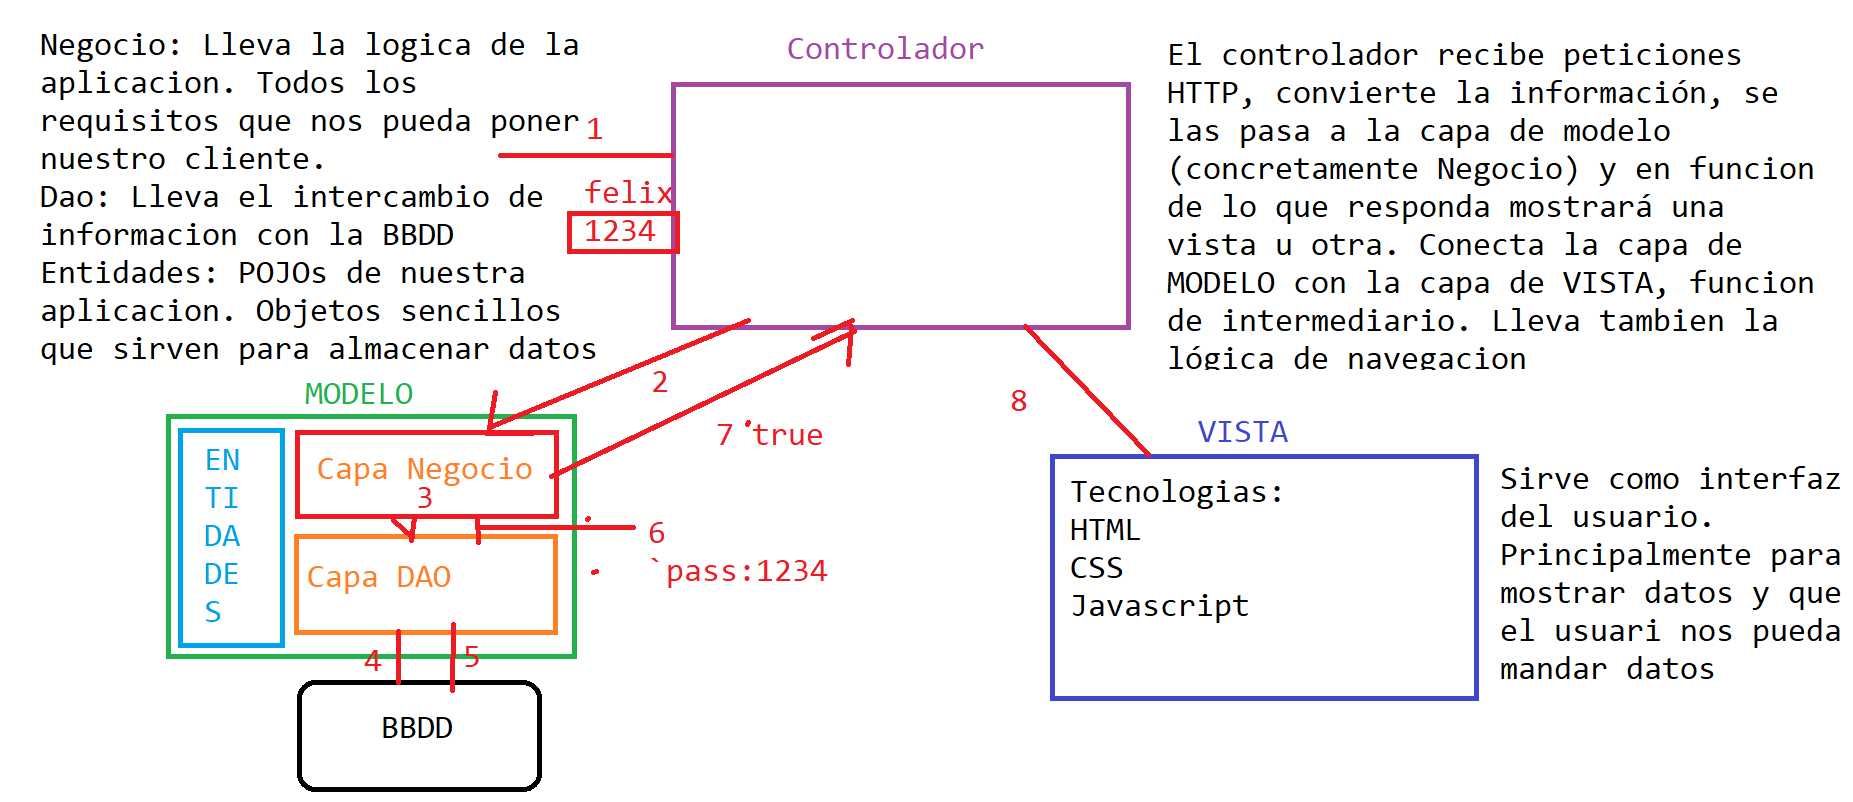 Negocio: Lleva la logica de la
aplicacion. Todos los
requisitos que nos pueda poner
nuestro cliente.
Dao: Lleva el intercambio de
informacion con la BBDD
Entidades: POJOs de nuestra
aplicacion. Objetos sencillos
que sirven para almacenar datos
1
felix
1234
Controlador
El controlador recibe peticiones
HTTP, convierte la información, se
las pasa a la capa de modelo
(concretamente Negocio) y en funcion
de lo que responda mostrará una
vista u otra. Conecta la capa de
MODELO con la capa de VISTA, funcion
de intermediario. Lleva tambien la
lógica de navegacion
2
7 true
8
MODELO
EN
TI
DA
DE
S
Capa Negocio
3
Capa DAO
6
`pass:1234
4
5
BBDD
VISTA
Tecnologias:
HTML
CSS
Javascript
Sirve como interfaz
del usuario.
Principalmente para
mostrar datos y que
el usuari nos pueda
mandar datos